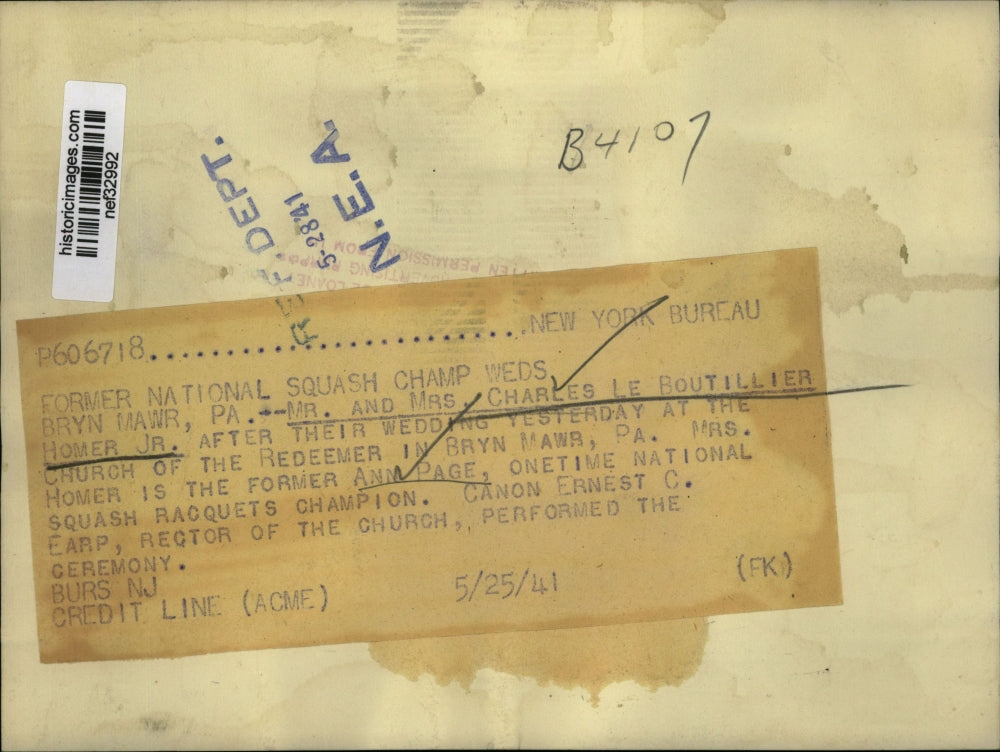 historicimages.com
nef32992
REF. DEPT.
5-28 41
N.E.A.
B4107
P606718..............................NEW YORK BUREAU
FORMER NATIONAL SQUASH CHAMP WEDS
BRYN MAWR, PA.--MR. AND MRS. CHARLES LE BOUTILLIER
HOMER JR. AFTER THEIR WEDDING YESTERDAY AT THE
CHURCH OF THE REDEEMER IN BRYN MAWR, PA. MRS.
HOMER IS THE FORMER ANN PAGE, ONETIME NATIONAL
SQUASH RACQUETS CHAMPION. CANON ERNEST C.
EARP, RECTOR OF THE CHURCH, PERFORMED THE
CEREMONY.
BURS NJ
CREDIT LINE (ACME) 5/25/41 (FK)